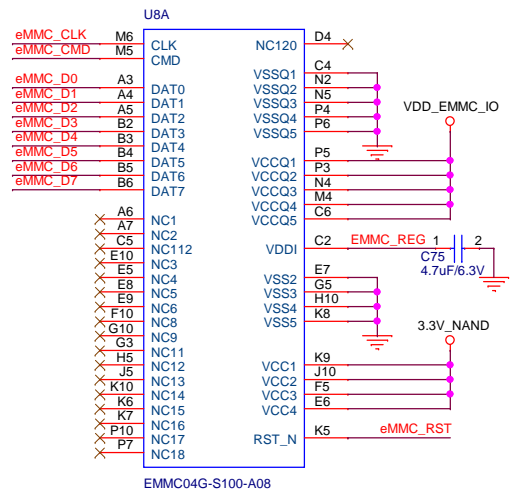 U8A
eMMC_CLK M6 CLK
eMMC_CMD M5 CMD
eMMC_D0 A3 DAT0
eMMC_D1 A4 DAT1
eMMC_D2 A5 DAT2
eMMC_D3 B2 DAT3
eMMC_D4 B3 DAT4
eMMC_D5 B4 DAT5
eMMC_D6 B5 DAT6
eMMC_D7 B6 DAT7
A6 NC1
A7 NC2
C5 NC112
E10 NC3
E5 NC4
E8 NC5
E9 NC6
F10 NC8
G10 NC9
G3 NC11
H5 NC12
J5 NC13
K10 NC14
K6 NC15
K7 NC16
P10 NC17
P7 NC18
NC120 D4
VSSQ1 C4
VSSQ2 N2
VSSQ3 N5
VSSQ4 P4
VSSQ5 P6
VDD_EMMC_IO
VCCQ1 P5
VCCQ2 P3
VCCQ3 N4
VCCQ4 M4
VCCQ5 C6
VDDI C2 EMMC_REG 1 2
C75
4.7uF/6.3V
VSS2 E7
VSS3 G5
VSS4 H10
VSS5 K8
3.3V_NAND
VCC1 K9
VCC2 J10
VCC3 F5
VCC4 E6
RST_N K5 eMMC_RST
EMMC04G-S100-A08